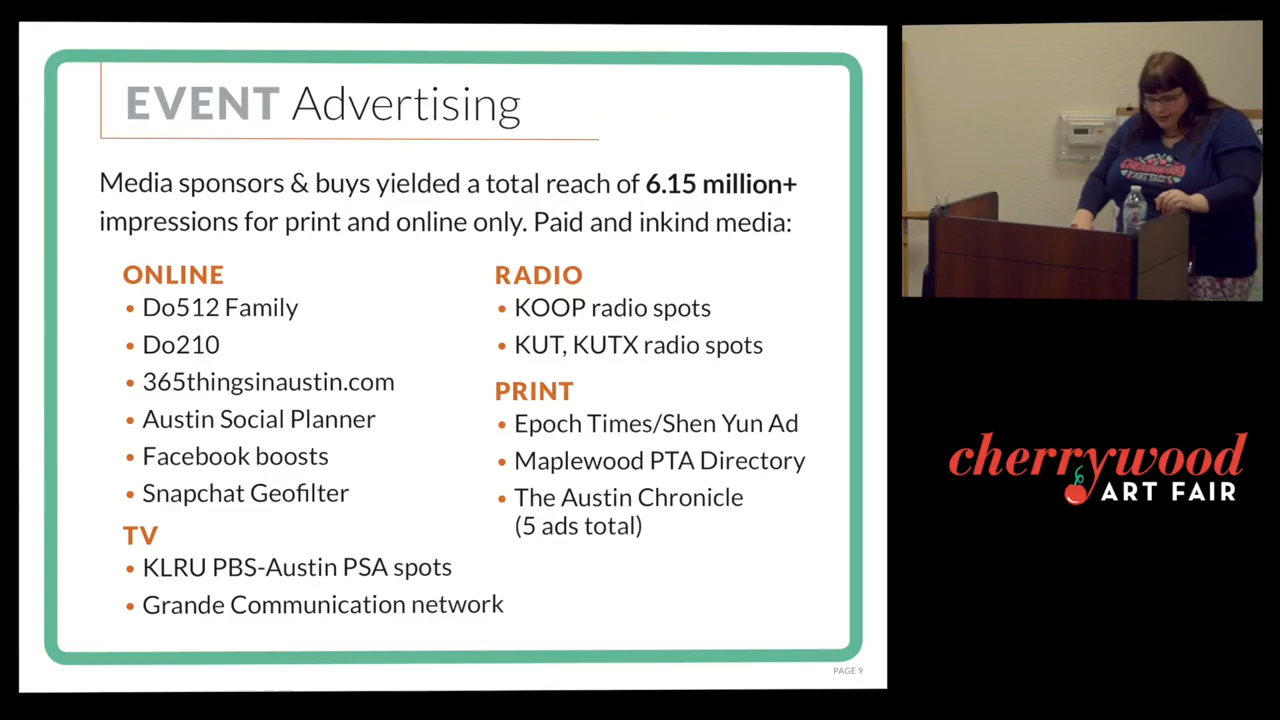 EVENT Advertising
Media sponsors & buys yielded a total reach of 6.15 million+
impressions for print and online only. Paid and inkind media:
ONLINE
• Do512 Family
• Do210
• 365thingsinaustin.com
• Austin Social Planner
• Facebook boosts
• Snapchat Geofilter
TV
• KLRU PBS-Austin PSA spots
• Grande Communication network
RADIO
• KOOP radio spots
• KUT, KUTX radio spots
PRINT
• Epoch Times/Shen Yun Ad
• Maplewood PTA Directory
• The Austin Chronicle
(5 ads total)
PAGE 9
CHERRYWOOD
ART FAIR
cherrywood
ART FAIR